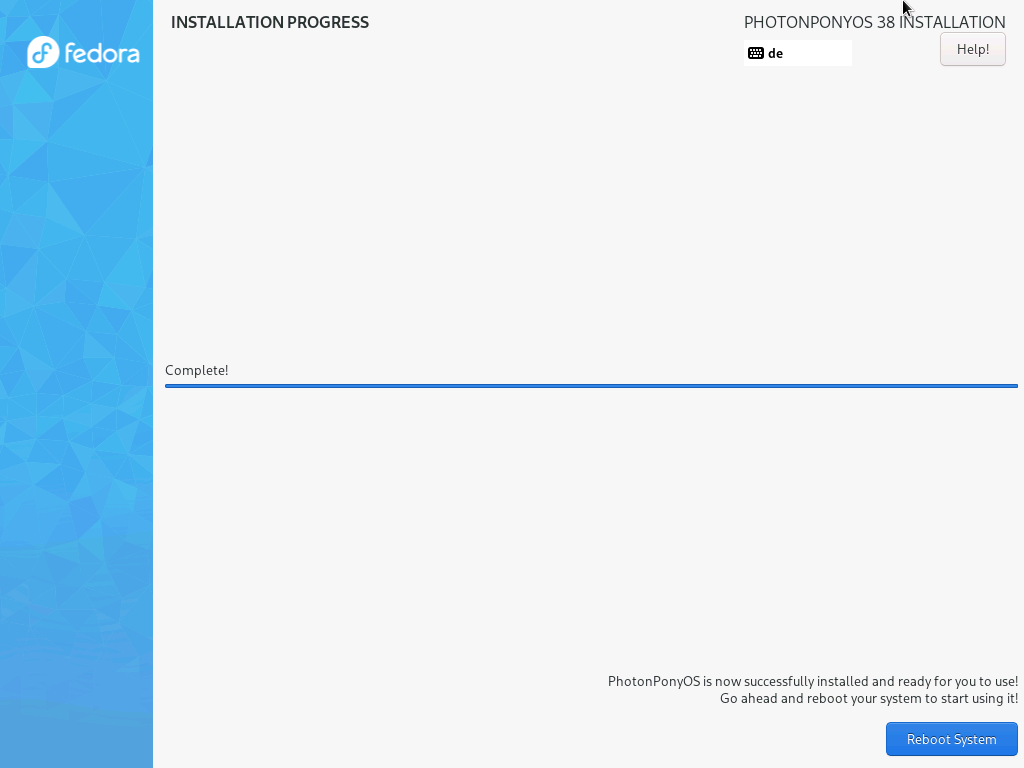 fedora
INSTALLATION PROGRESS
PHOTONPONYOS 38 INSTALLATION
de
Help!
Complete!
PhotonPonyOS is now successfully installed and ready for you to use!
Go ahead and reboot your system to start using it!
Reboot System